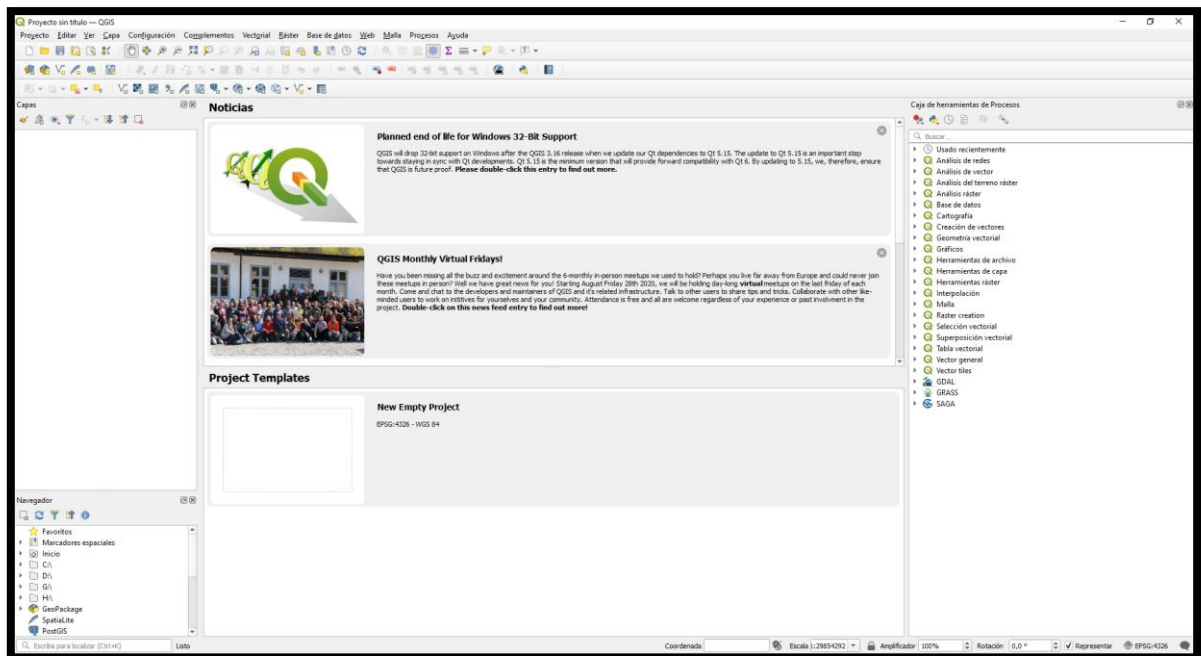 Proyecto sin título — QGIS
Proyecto Editar Ver Capa Configuración Complementos Vectorial Ráster Base de datos Web Malla Procesos Ayuda
Capas
Noticias
Planned end of life for Windows 32-Bit Support
QGIS will drop 32-bit support on Windows after the QGIS 3.16 release when we update our Qt dependencies to Qt 5.15. The update to Qt 5.15 is an important step
towards staying in sync with Qt developments. Qt 5.15 is the minimum version that will provide forward compatibility with Qt 6. By updating to 5.15, we, therefore, ensure
that QGIS is future proof. Please double-click this entry to find out more.
QGIS Monthly Virtual Fridays!
Have you been missing all the buzz and excitement around the 6-monthly in-person meetups we used to hold? Perhaps you live far away from Europe and could never join
these meetups in person? Well we have great news for you! Starting August Friday 28th 2020, we will be holding day-long virtual meetups on the last friday of each
month. Come and chat to the developers and maintainers of QGIS and it's related infrastructure. Talk to other users to share tips and tricks. Collaborate with other like-
minded users to work on inititives for yourselves and your community. Attendance is free and all are welcome regardless of your experience or past involvment in the
project. Double-click on this news feed entry to find out more!
Project Templates
New Empty Project
EPSG:4326 - WGS 84
Caja de herramientas de Procesos
Buscar...
Usado recientemente
Análisis de redes
Análisis de vector
Análisis del terreno ráster
Análisis ráster
Base de datos
Cartografía
Creación de vectores
Geometría vectorial
Gráficos
Herramientas de archivo
Herramientas de capa
Herramientas ráster
Interpolación
Malla
Raster creation
Selección vectorial
Superposición vectorial
Tabla vectorial
Vector general
Vector tiles
GDAL
GRASS
SAGA
Navegador
Favoritos
Marcadores espaciales
Inicio
C:\
D:\
G:\
H:\
GeoPackage
SpatiaLite
PostGIS
Escriba para localizar (Ctrl+K) Listo Coordenada Escala 1:29854292 Amplificador 100% Rotación 0,0 ° Representar EPSG:4326